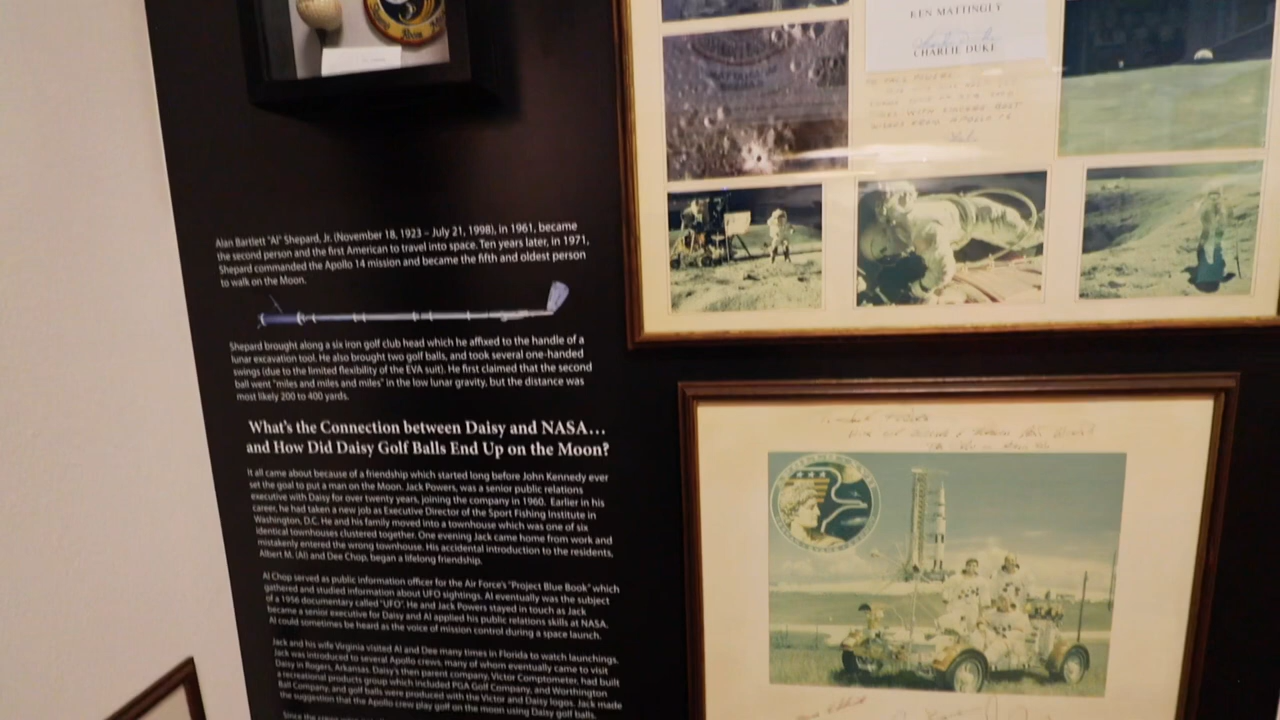 Alan Bartlett "Al" Shepard, Jr. (November 18, 1923 – July 21, 1998), in 1961, became
the second person and the first American to travel into space. Ten years later, in 1971,
Shepard commanded the Apollo 14 mission and became the fifth and oldest person
to walk on the Moon.
Shepard brought along a six iron golf club head which he affixed to the handle of a
lunar excavation tool. He also brought two golf balls, and took several one-handed
swings (due to the limited flexibility of the EVA suit). He first claimed that the second
ball went "miles and miles and miles" in the low lunar gravity, but the distance was
most likely 200 to 400 yards.
What's the Connection between Daisy and NASA…
and How Did Daisy Golf Balls End Up on the Moon?
It all came about because of a friendship which started long before John Kennedy ever
set the goal to put a man on the Moon. Jack Powers, was a senior public relations
executive with Daisy for over twenty years, joining the company in 1960. Earlier in his
career, he had taken a new job as Executive Director of the Sport Fishing Institute in
Washington, D.C. He and his family moved into a townhouse which was one of six
identical townhouses clustered together. One evening Jack came home from work and
mistakenly entered the wrong townhouse. His accidental introduction to the residents,
Albert M. (Al) and Dee Chop, began a lifelong friendship.
Al Chop served as public information officer for the Air Force's "Project Blue Book" which
gathered and studied information about UFO sightings. Al eventually was the subject
of a 1956 documentary called "UFO". He and Jack Powers stayed in touch as Jack
became a senior executive for Daisy and Al applied his public relations skills at NASA.
Al could sometimes be heard as the voice of mission control during a space launch.
Jack and his wife Virginia visited Al and Dee many times in Florida to watch launchings.
Jack was introduced to several Apollo crews, many of whom eventually came to visit
Daisy in Rogers, Arkansas. Daisy's then parent company, Victor Comptometer, had built
a recreational products group which included PGA Golf Company, and Worthington
Ball Company, and golf balls were produced with the Victor and Daisy logos. Jack made
the suggestion that the Apollo crew play golf on the moon using Daisy golf balls.
Since the
KEN MATTINGLY
CHARLIE DUKE